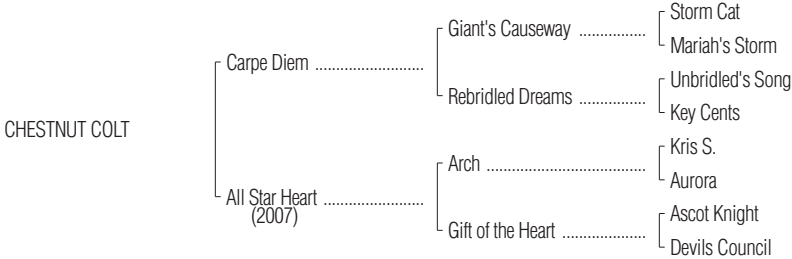 Storm Cat
Giant's Causeway ................
Mariah's Storm
Carpe Diem ..........................
Unbridled's Song
Rebridled Dreams ................
Key Cents
CHESTNUT COLT
Kris S.
Arch ................................
Aurora
All Star Heart ........................
(2007)
Ascot Knight
Gift of the Heart ....................
Devils Council